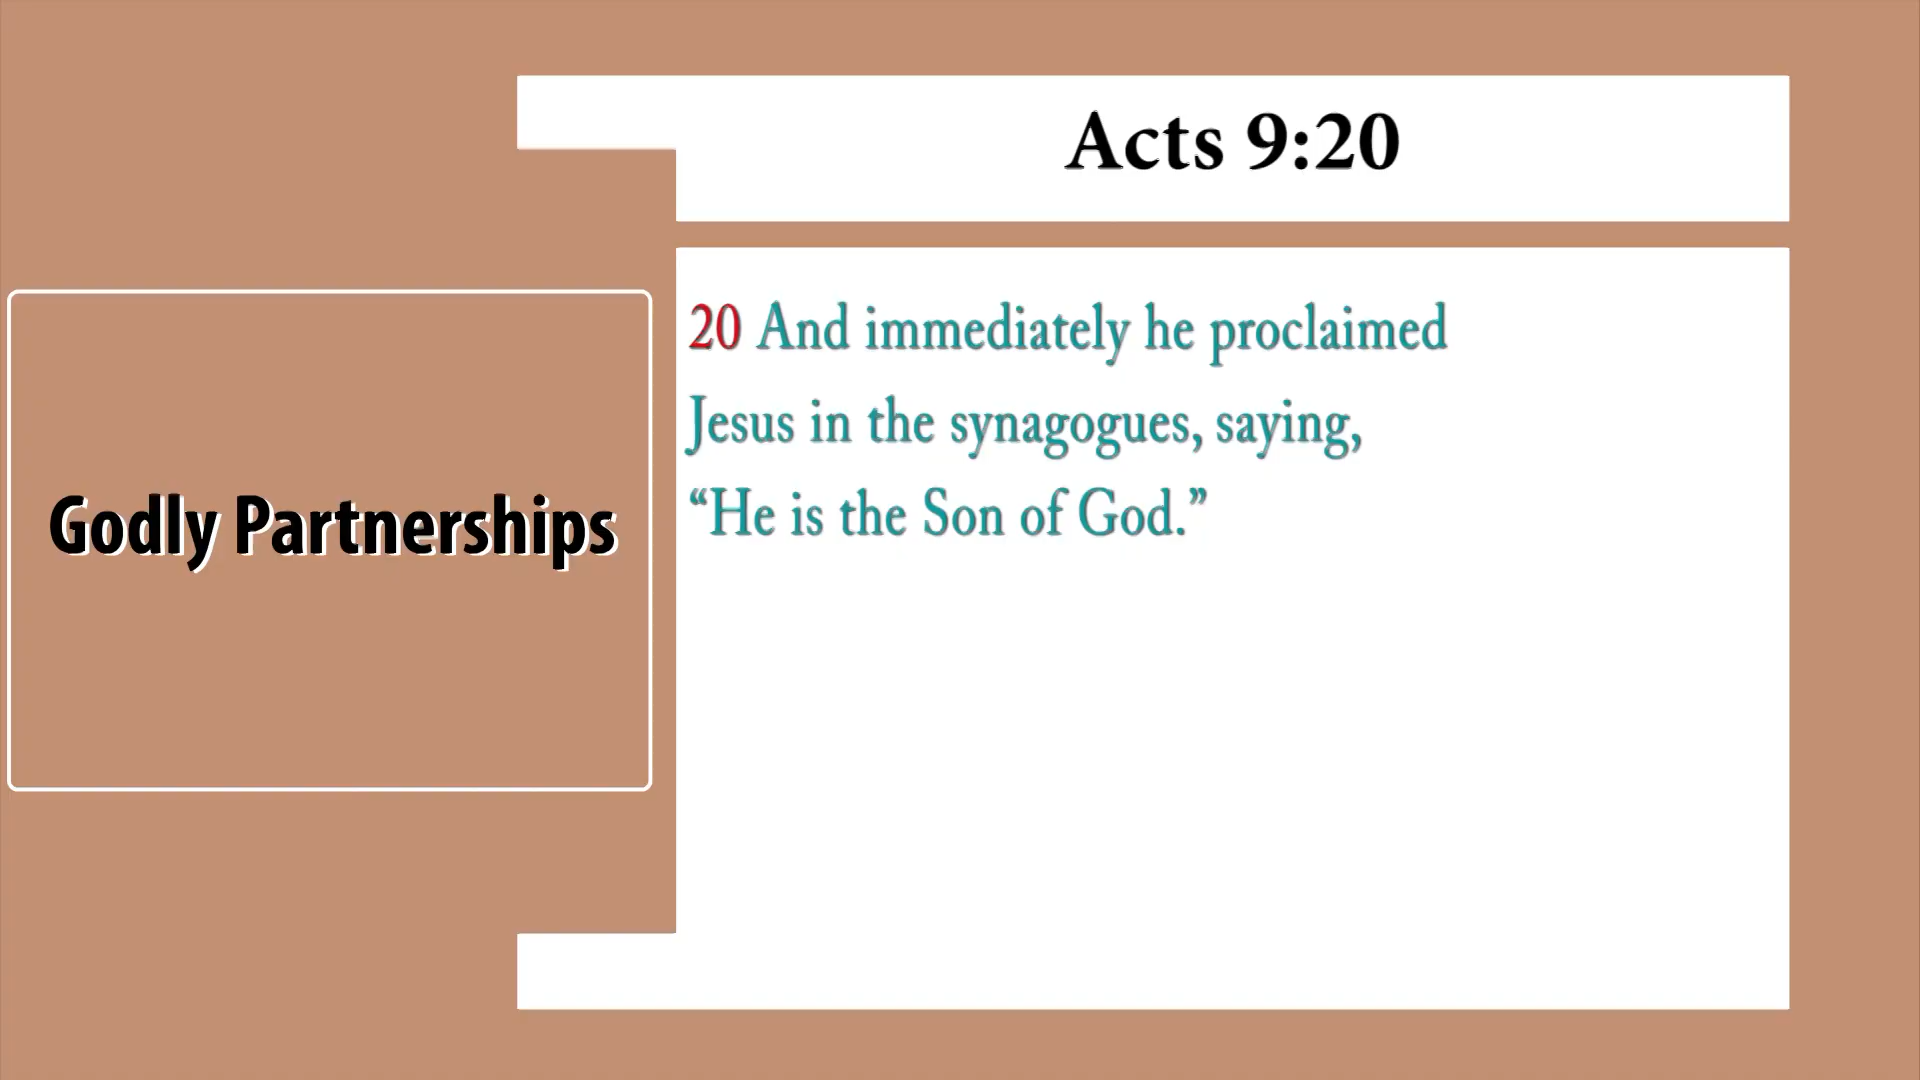 Acts 9:20
Godly Partnerships
20 And immediately he proclaimed
Jesus in the synagogues, saying,
“He is the Son of God.”